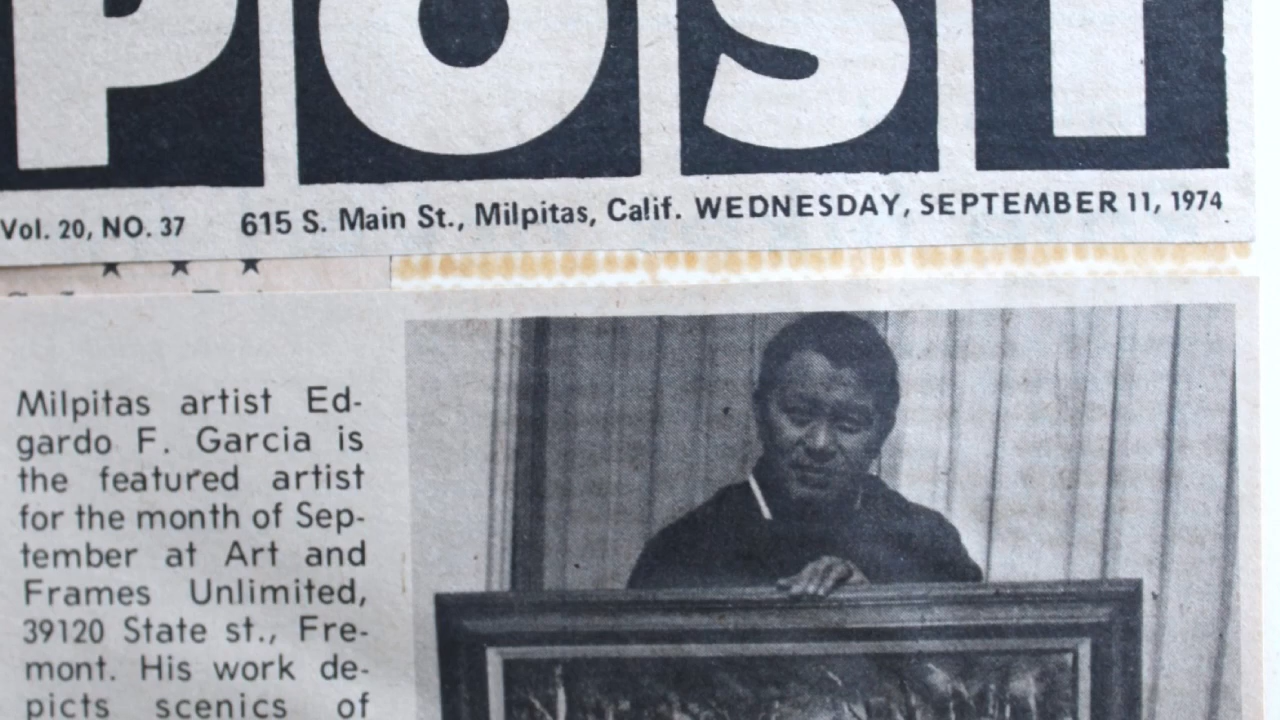 POST
Vol. 20, NO. 37 615 S. Main St., Milpitas, Calif. WEDNESDAY, SEPTEMBER 11, 1974
Milpitas artist Ed-
gardo F. Garcia is
the featured artist
for the month of Sep-
tember at Art and
Frames Unlimited,
39120 State st., Fre-
mont. His work de-
picts scenics of